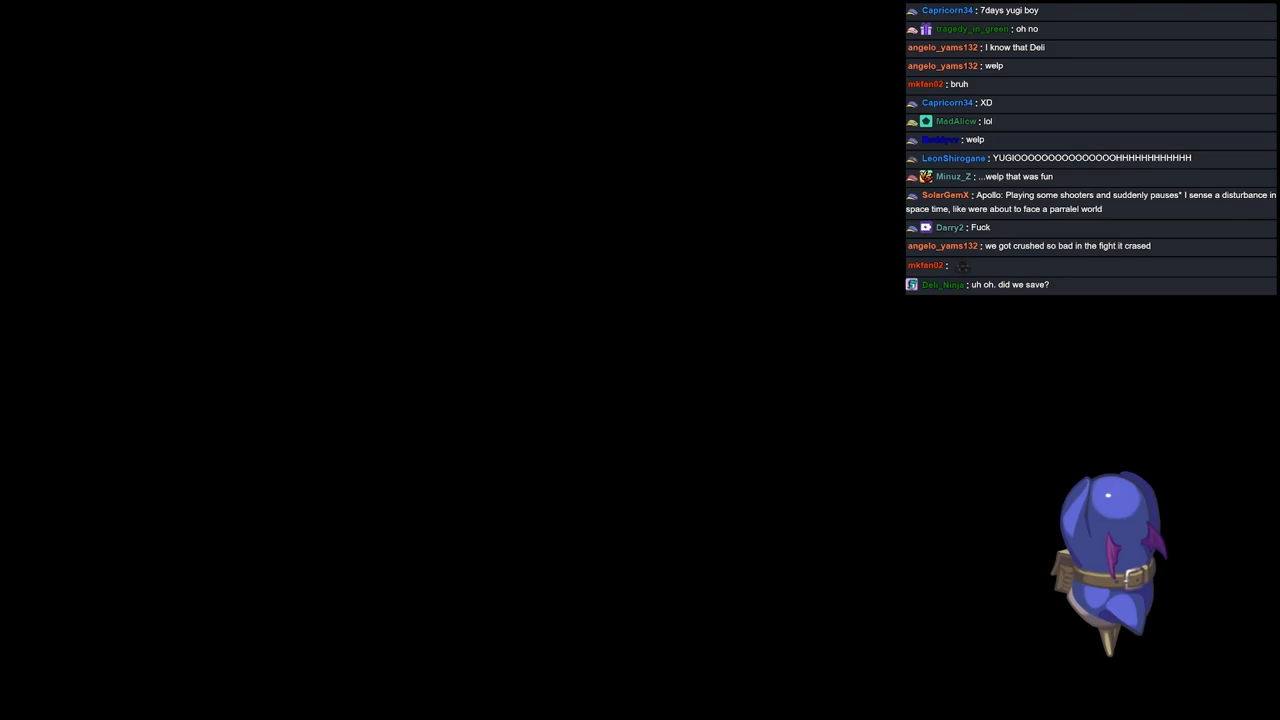 Capricorn34 : 7days yugi boy
tragedy_in_green : oh no
angelo_yams132 : I know that Deli
angelo_yams132 : welp
mkfan02 : bruh
Capricorn34 : XD
MadAlicw : lol
: welp
LeonShirogane : YUGIOOOOOOOOOOOOOOOHHHHHHHHHHHH
Minuz_Z : ...welp that was fun
SolarGemX : Apollo: Playing some shooters and suddenly pauses* I sense a disturbance in
space time, like were about to face a parralel world
Darry2 : Fuck
angelo_yams132 : we got crushed so bad in the fight it crased
mkfan02 :
Deli_Ninja : uh oh. did we save?